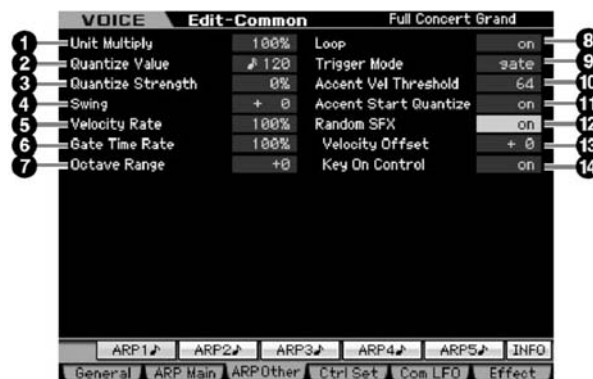 VOICE Edit-Common Full Concert Grand
1 Unit Multiply 100% Loop on 8
2 Quantize Value ♪ 120 Trigger Mode gate 9
3 Quantize Strength 0% Accent Vel Threshold 64 10
4 Swing + 0 Accent Start Quantize on 11
5 Velocity Rate 100% Random SFX on 12
6 Gate Time Rate 100% Velocity Offset + 0 13
7 Octave Range +0 Key On Control on 14
ARP1♪ ARP2♪ ARP3♪ ARP4♪ ARP5♪ INFO
General ARP Main ARP Other Ctrl Set Com LFO Effect